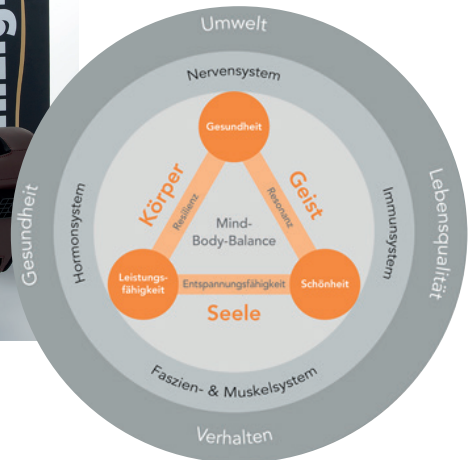 Umwelt
Nervensystem
Gesundheit
Körper
Geist
Resilienz
Resonanz
Gesundheit
Hormonsystem
Immunsystem
Lebensqualität
Mind-
Body-Balance
Leistungs-
fähigkeit
Entspannungsfähigkeit
Schönheit
Seele
Faszien- & Muskelsystem
Verhalten